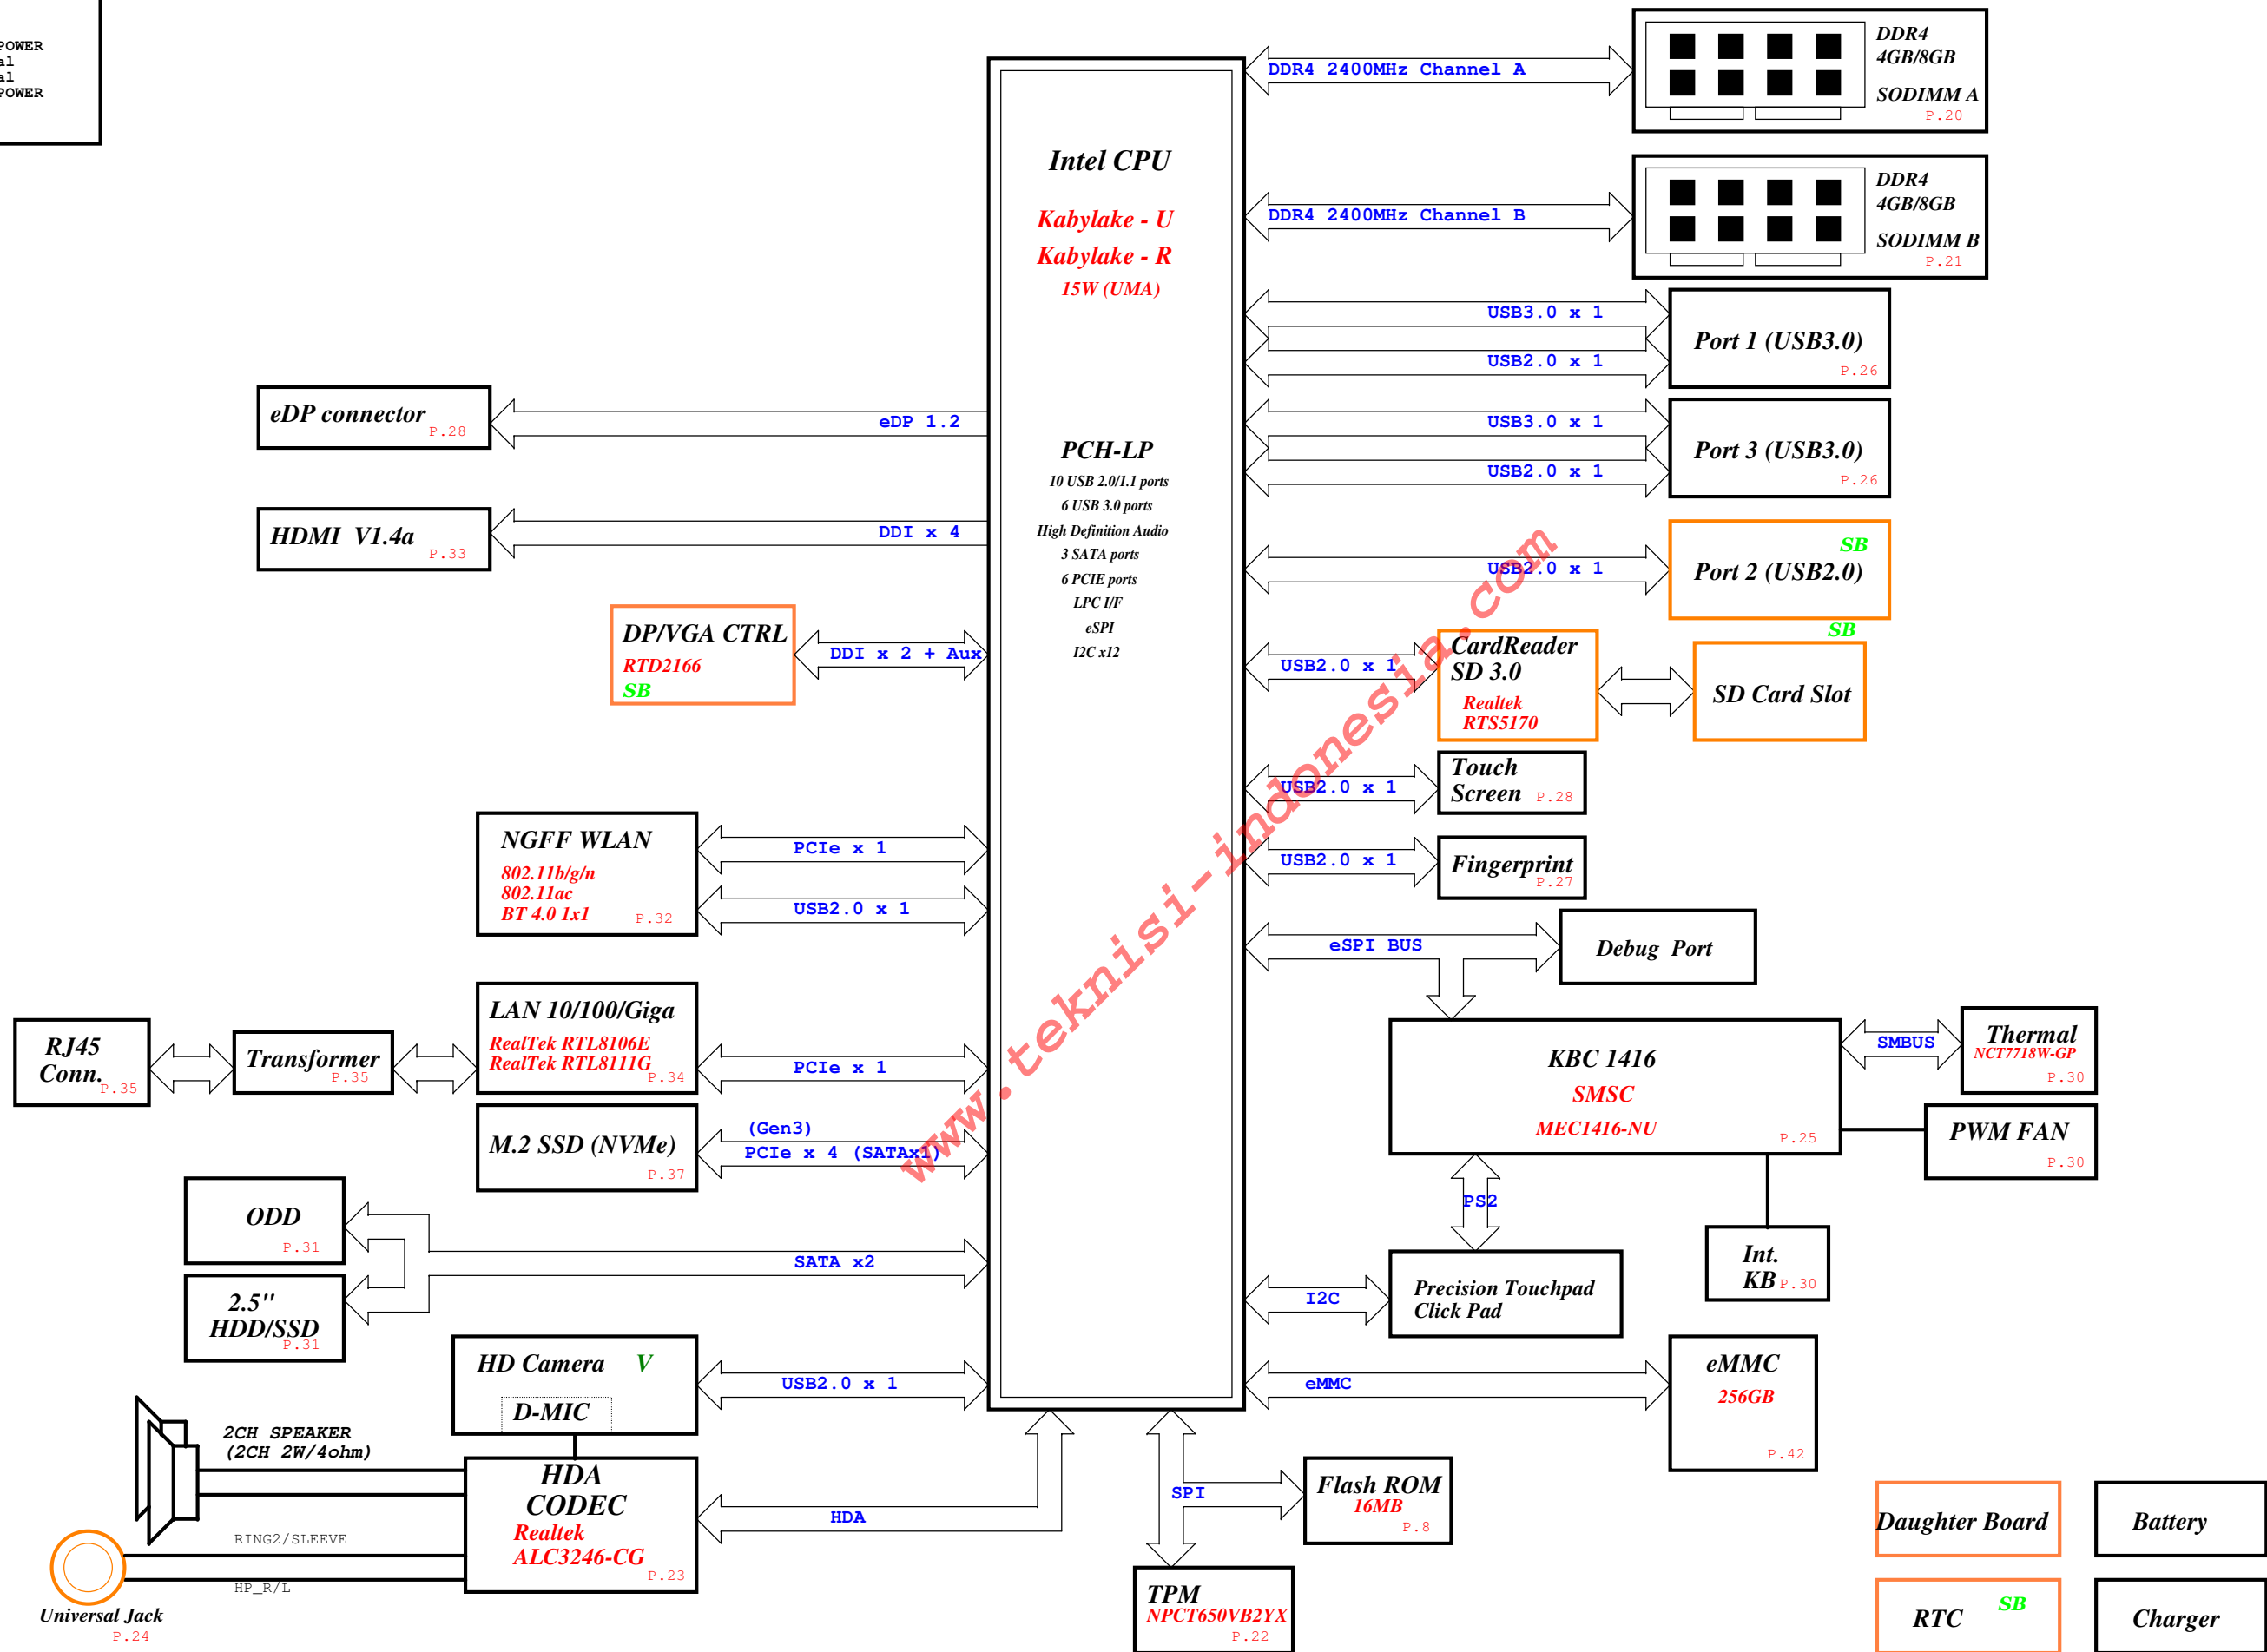 POWER
al
al
POWER
DDR4
4GB/8GB
SODIMM A
P.20
DDR4 2400MHz Channel A
Intel CPU
Kabylake - U
Kabylake - R
15W (UMA)
DDR4
4GB/8GB
SODIMM B
P.21
DDR4 2400MHz Channel B
USB3.0 x 1
USB2.0 x 1
Port 1 (USB3.0)
P.26
eDP connector
P.28
eDP 1.2
USB3.0 x 1
USB2.0 x 1
Port 3 (USB3.0)
P.26
PCH-LP
10 USB 2.0/1.1 ports
6 USB 3.0 ports
High Definition Audio
3 SATA ports
6 PCIE ports
LPC I/F
eSPI
I2C x12
HDMI V1.4a
P.33
DDI x 4
USB2.0 x 1
SB
Port 2 (USB2.0)
DP/VGA CTRL
RTD2166
SB
DDI x 2 + Aux
USB2.0 x 1
CardReader
SD 3.0
Realtek
RTS5170
SB
SD Card Slot
USB2.0 x 1
Touch
Screen P.28
NGFF WLAN
802.11b/g/n
802.11ac
BT 4.0 1x1
P.32
PCIe x 1
USB2.0 x 1
USB2.0 x 1
Fingerprint
P.27
eSPI BUS
Debug Port
www.teknisi-indonesia.com
RJ45
Conn.
P.35
Transformer
P.35
LAN 10/100/Giga
RealTek RTL8106E
RealTek RTL8111G
P.34
PCIe x 1
KBC 1416
SMSC
MEC1416-NU
P.25
SMBUS
Thermal
NCT7718W-GP
P.30
M.2 SSD (NVMe)
P.37
(Gen3)
PCIe x 4 (SATAx1)
PWM FAN
P.30
ODD
P.31
SATA x2
PS2
2.5"
HDD/SSD
P.31
I2C
Precision Touchpad
Click Pad
Int.
KB P.30
HD Camera V
D-MIC
USB2.0 x 1
eMMC
eMMC
256GB
P.42
2CH SPEAKER
(2CH 2W/4ohm)
HDA
CODEC
Realtek
ALC3246-CG
P.23
HDA
SPI
Flash ROM
16MB
P.8
RING2/SLEEVE
HP_R/L
Universal Jack
P.24
TPM
NPCT650VB2YX
P.22
Daughter Board
Battery
RTC SB
Charger